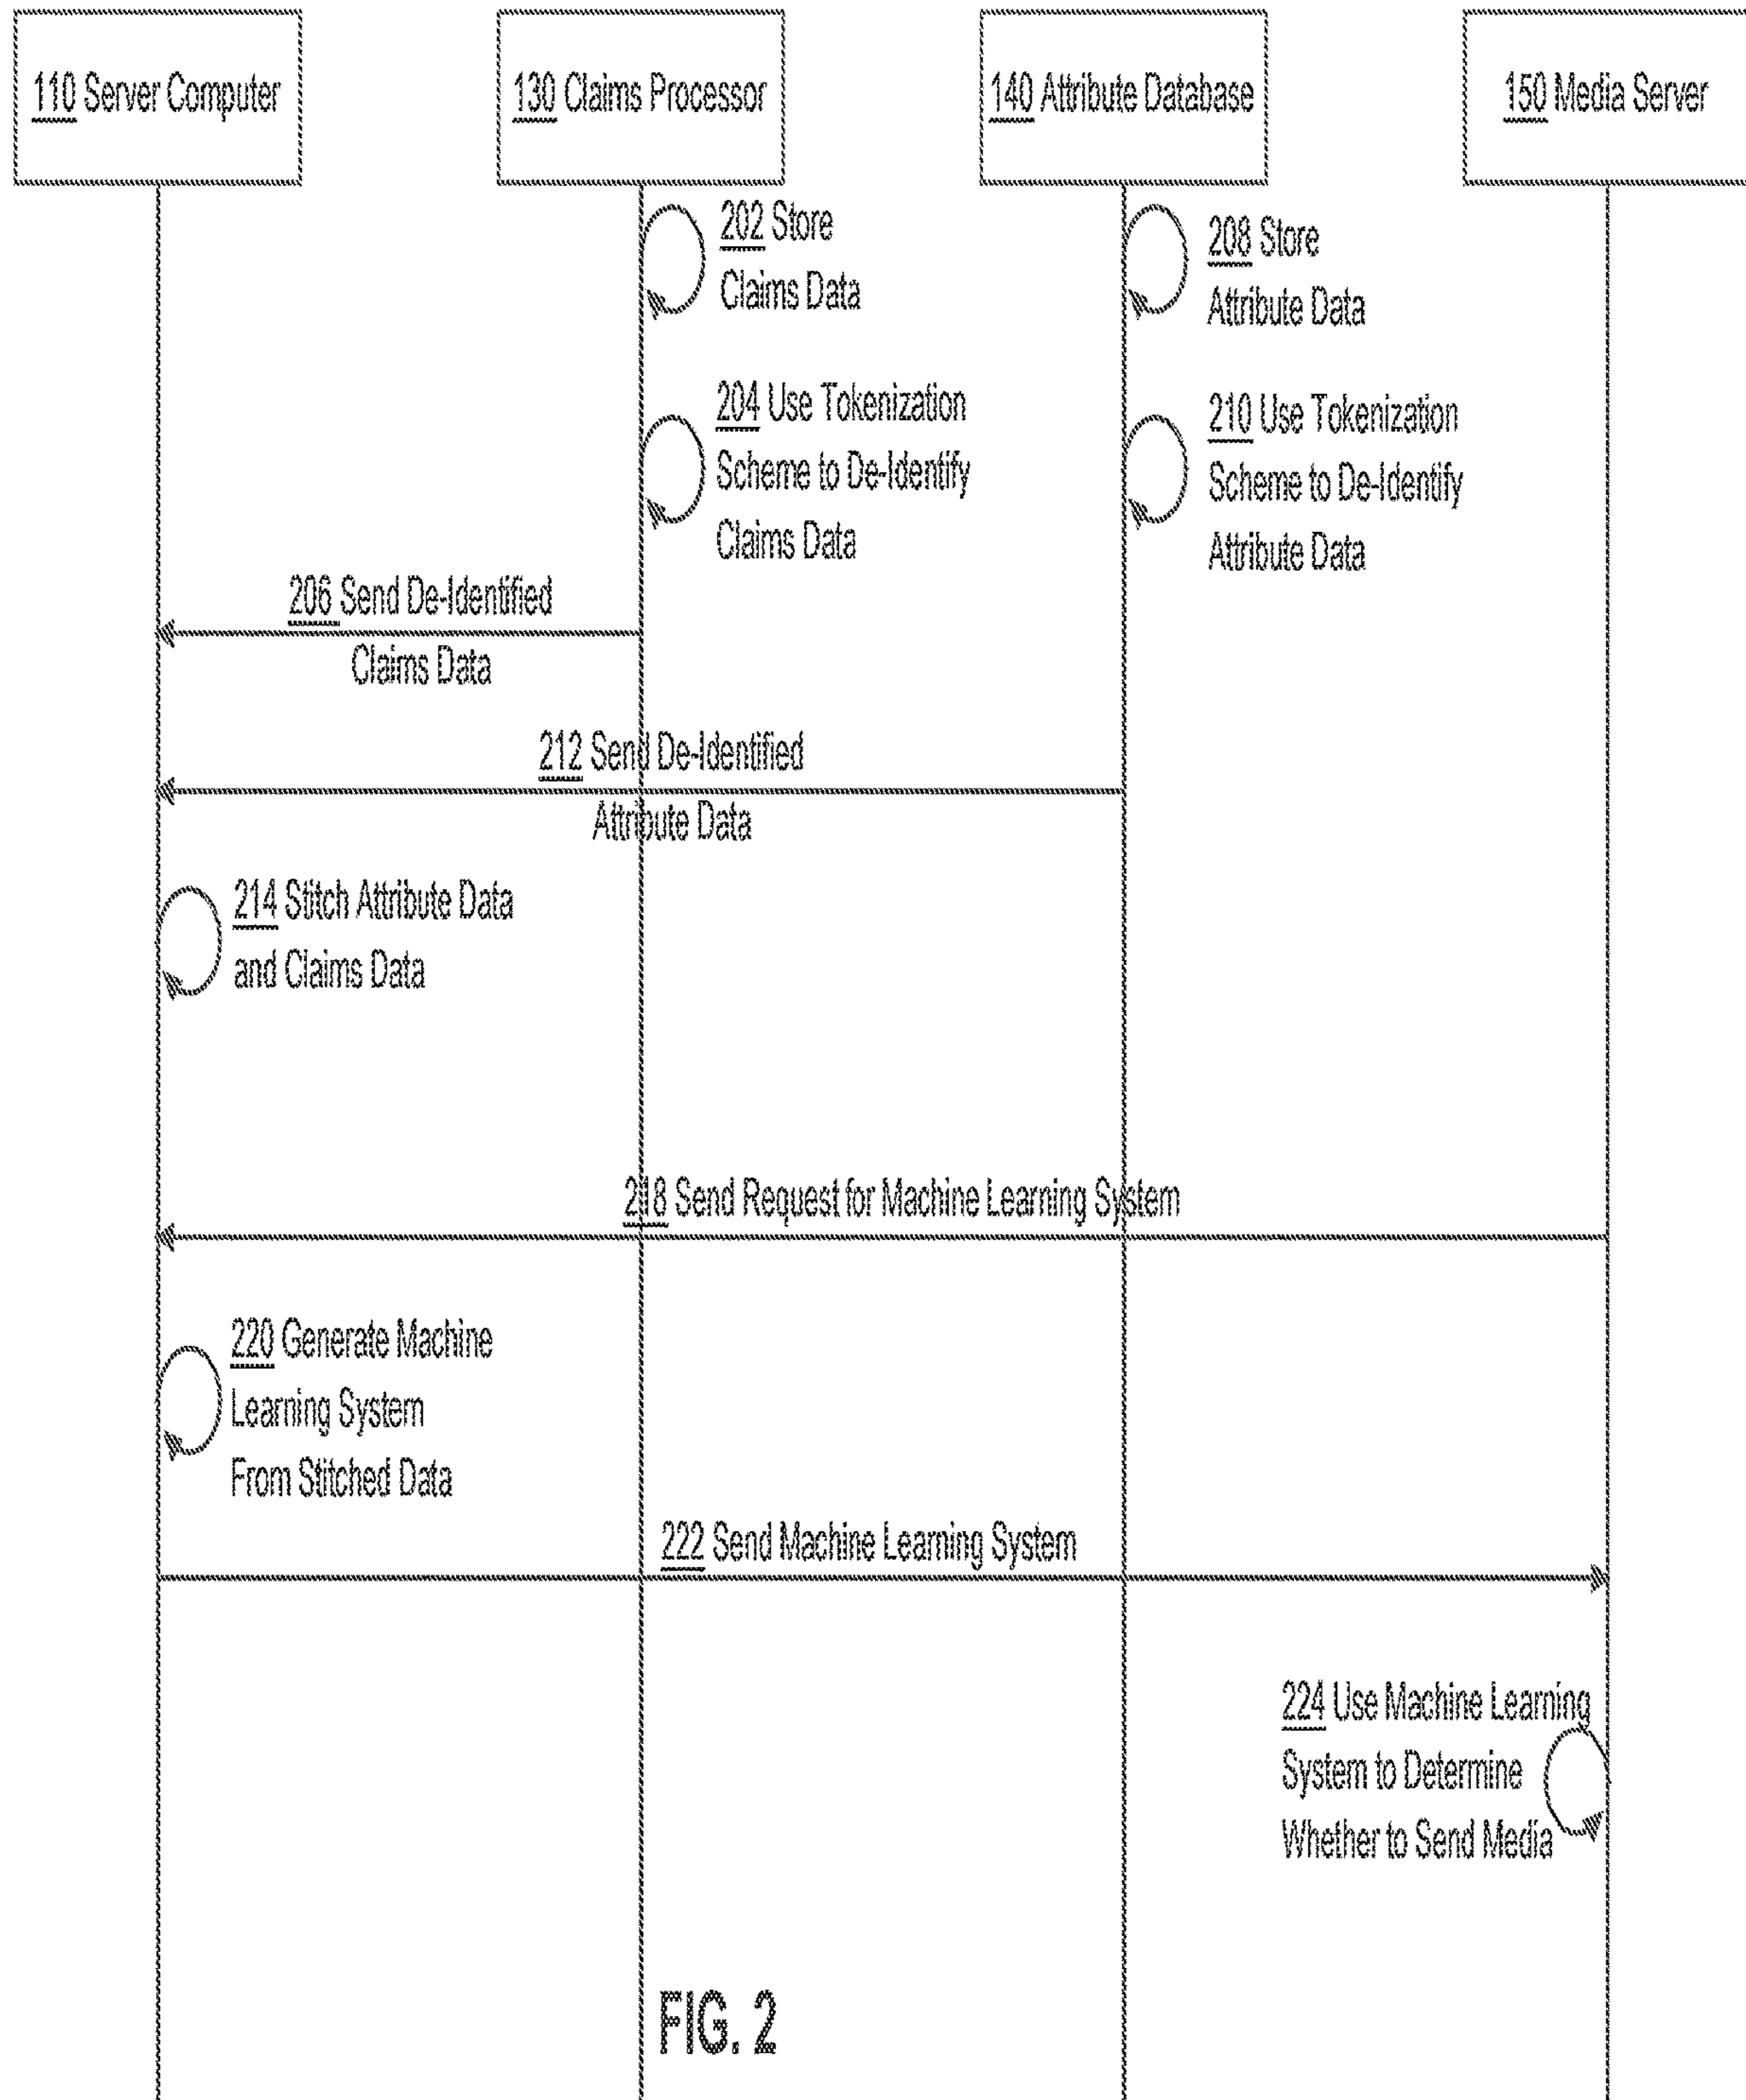 110 Server Computer
130 Claims Processor
140 Attribute Database
150 Media Server
202 Store
Claims Data
208 Store
Attribute Data
204 Use Tokenization
Scheme to De-Identify
Claims Data
210 Use Tokenization
Scheme to De-Identify
Attribute Data
206 Send De-Identified
Claims Data
212 Send De-Identified
Attribute Data
214 Stitch Attribute Data
and Claims Data
218 Send Request for Machine Learning System
220 Generate Machine
Learning System
From Stitched Data
222 Send Machine Learning System
224 Use Machine Learning
System to Determine
Whether to Send Media
FIG. 2